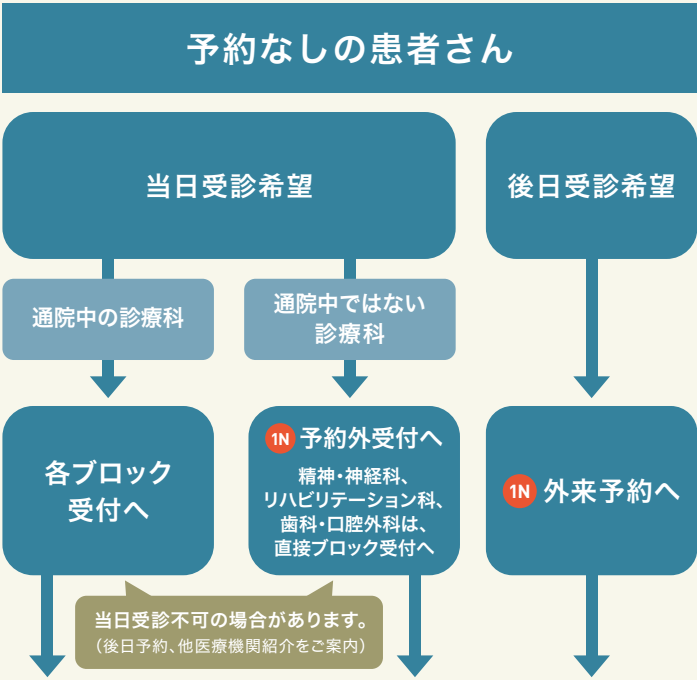 予約なしの患者さん
当日受診希望
後日受診希望
通院中の診療科
通院中ではない
診療科
各ブロック
受付へ
1N 予約外受付へ
精神・神経科、
リハビリテーション科、
歯科・口腔外科は、
直接ブロック受付へ
1N 外来予約へ
当日受診不可の場合があります。
（後日予約、他医療機関紹介をご案内）